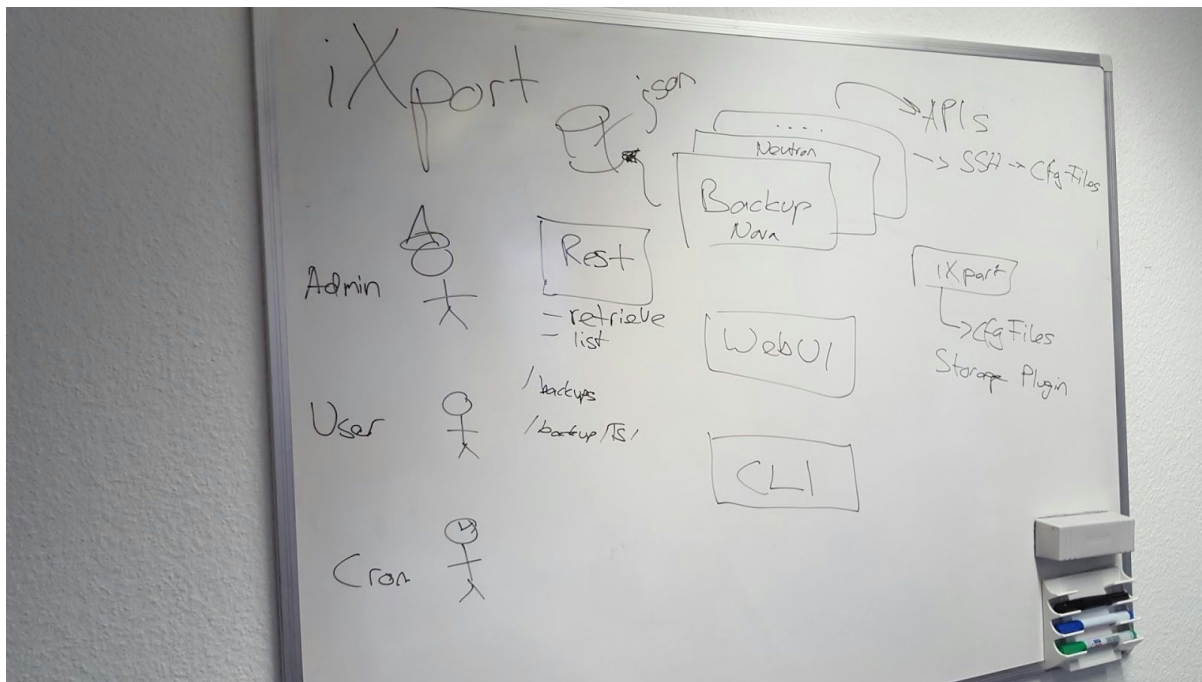 iXport
json
APIs
....
Neutron
-> SSH -> Cfg-Files
Backup
Nova
Admin
Rest
- retrieve
- list
iXport
-> Cfg Files
Storage Plugin
WebUI
/backups
/backup/TS/
User
CLI
Cron